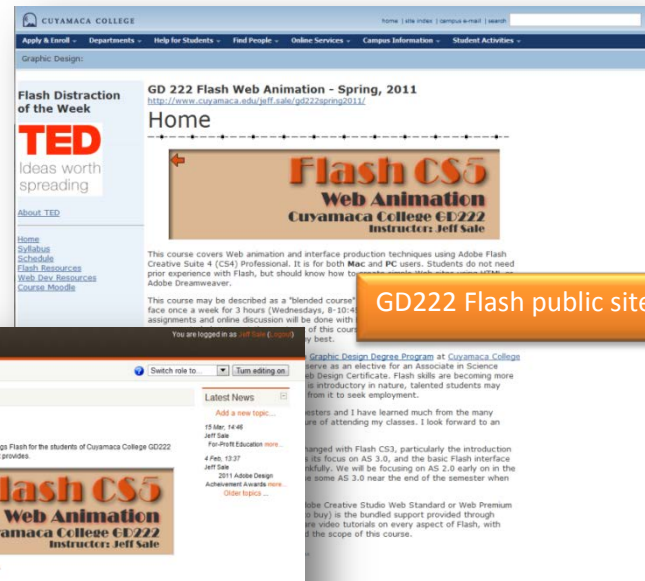 CUYAMACA COLLEGE
home | site index | campus e-mail | search
Apply & Enroll Departments Help for Students Find People Online Services Campus Information Student Activities
Graphic Design:
Flash Distraction
of the Week
TED
Ideas worth
spreading
About TED
Home
Syllabus
Schedule
Flash Resources
Web Dev Resources
Course Moodle
GD 222 Flash Web Animation - Spring, 2011
http://www.cuyamaca.edu/jeff.sale/gd222spring2011/
Home
Flash CS5
Web Animation
Cuyamaca College GD222
Instructor: Jeff Sale
This course covers Web animation and interface production techniques using Adobe Flash
Creative Suite 4 (CS4) Professional. It is for both Mac and PC users. Students do not need
prior experience with Flash, but should know how to create simple Web sites using HTML or
Adobe Dreamweaver.
This course may be described as a "blended course"
face once a week for 3 hours (Wednesdays, 8-10:4
assignments and online discussion will be done with
of this cours
y best.
GD222 Flash public site
Graphic Design Degree Program at Cuyamaca College
serve as an elective for an Associate in Science
eb Design Certificate. Flash skills are becoming more
is introductory in nature, talented students may
from it to seek employment.
esters and I have learned much from the many
ure of attending my classes. I look forward to an
hanged with Flash CS3, particularly the introduction
its focus on AS 3.0, and the basic Flash interface
nkfully. We will be focusing on AS 2.0 early on in the
e some AS 3.0 near the end of the semester when
dobe Creative Studio Web Standard or Web Premium
o buy) is the bundled support provided through
re video tutorials on every aspect of Flash, with
d the scope of this course.
You are logged in as Jeff Sale (Logout)
Switch role to...
Turn editing on
Latest News
Add a new topic...
15 Mar, 14:46
Jeff Sale
For-Profit Education more...
4 Feb, 13:37
Jeff Sale
2011 Adobe Design
Achievement Awards more...
Older topics ...
gs Flash for the students of Cuyamaca College GD222
t provides.
lash CS5
Web Animation
amaca College GD222
Instructor: Jeff Sale